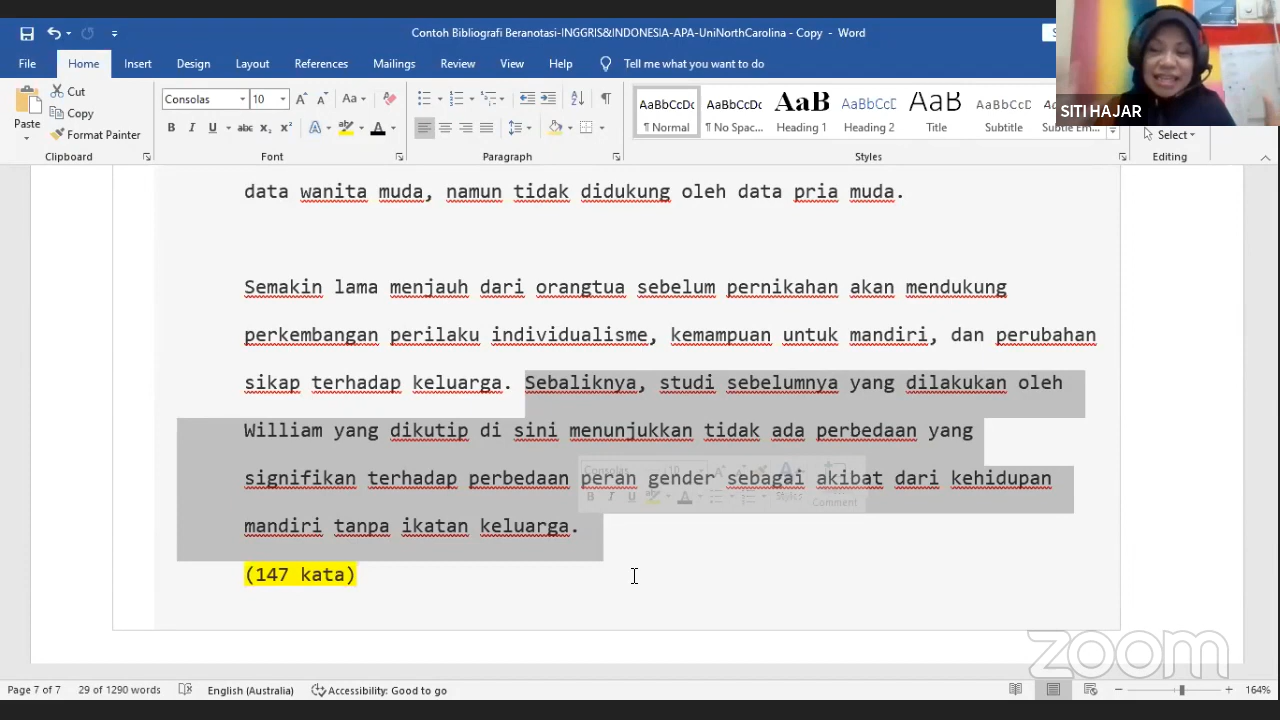 Contoh Bibliografi Beranotasi-INGGRIS&INDONESIA-APA-UniNorthCarolina - Copy - Word
File Home Insert Design Layout References Mailings Review View Help Tell me what you want to do
SITI HAJAR
Paste
Cut
Copy
Format Painter
Consolas 10
AaBbCcDc AaBbCcDc AaB AaBbCcD AaB AaBbCcD
¶ Normal ¶ No Spac... Heading 1 Heading 2 Title Subtitle Subtle Em...
Select
Clipboard Font Paragraph Styles Editing
data wanita muda, namun tidak didukung oleh data pria muda.
Semakin lama menjauh dari orangtua sebelum pernikahan akan mendukung
perkembangan perilaku individualisme, kemampuan untuk mandiri, dan perubahan
sikap terhadap keluarga. Sebaliknya, studi sebelumnya yang dilakukan oleh
William yang dikutip di sini menunjukkan tidak ada perbedaan yang
signifikan terhadap perbedaan peran gender sebagai akibat dari kehidupan
mandiri tanpa ikatan keluarga.
(147 kata)
zoom
Page 7 of 7 29 of 1290 words English (Australia) Accessibility: Good to go 164%